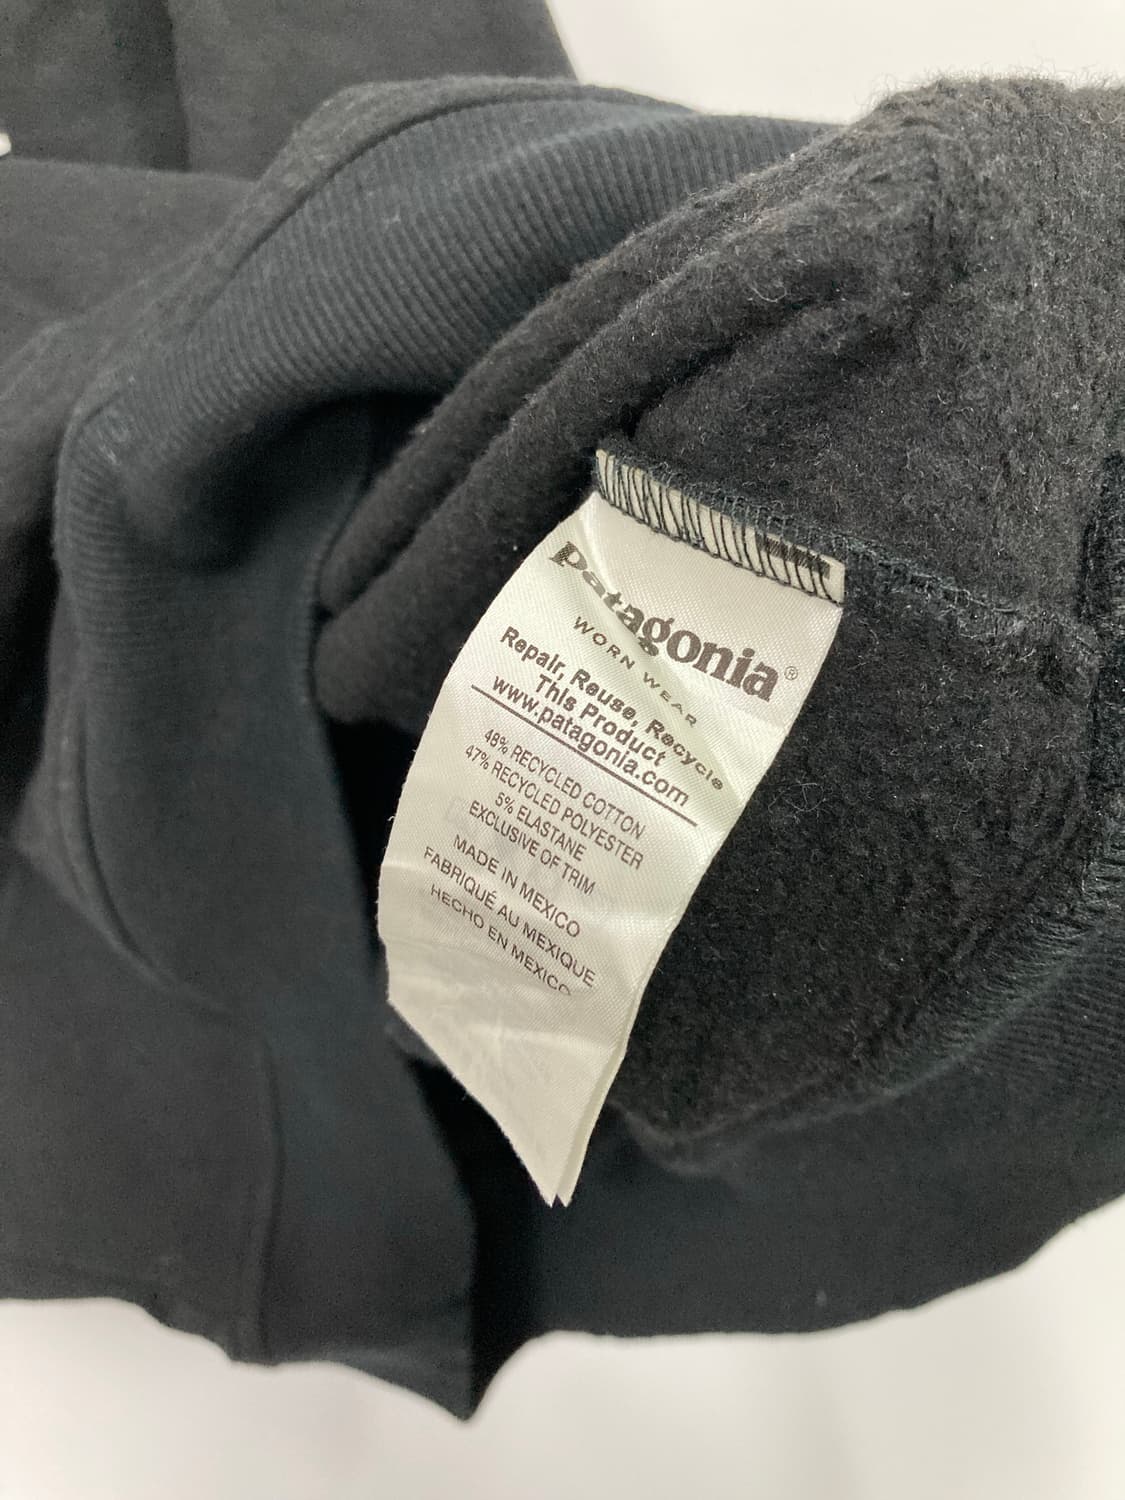 patagonia®
WORN WEAR
Repair, Reuse, Recycle
This Product
www.patagonia.com
48% RECYCLED COTTON
47% RECYCLED POLYESTER
5% ELASTANE
EXCLUSIVE OF TRIM
MADE IN MEXICO
FABRIQUÉ AU MEXIQUE
HECHO EN MEXICO